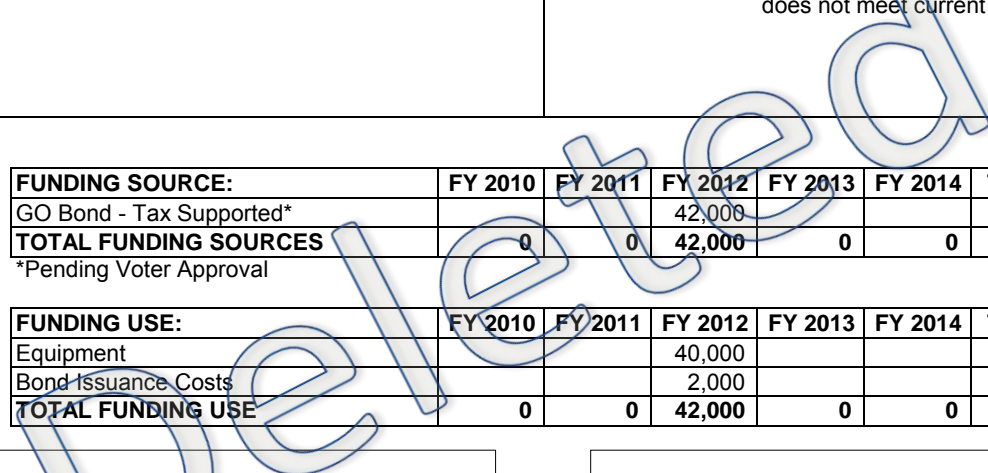 does not meet current
FUNDING SOURCE: FY 2010 FY 2011 FY 2012 FY 2013 FY 2014
GO Bond - Tax Supported* 42,000
TOTAL FUNDING SOURCES 0 0 42,000 0 0
*Pending Voter Approval
FUNDING USE: FY 2010 FY 2011 FY 2012 FY 2013 FY 2014
Equipment 40,000
Bond Issuance Costs 2,000
TOTAL FUNDING USE 0 0 42,000 0 0
Deleted